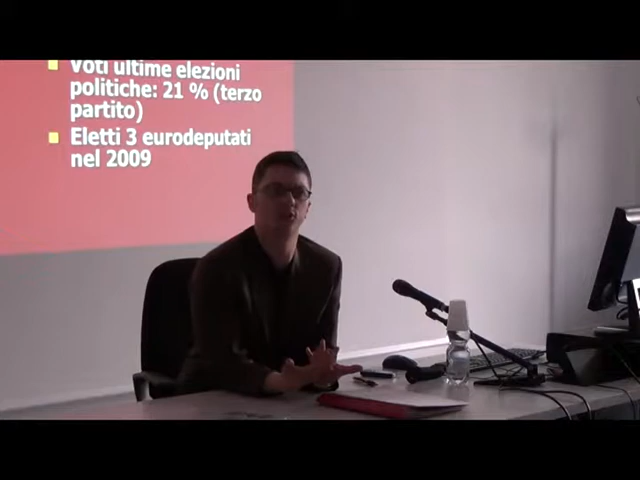 Voti ultime elezioni
politiche: 21 % (terzo
partito)
Eletti 3 eurodeputati
nel 2009